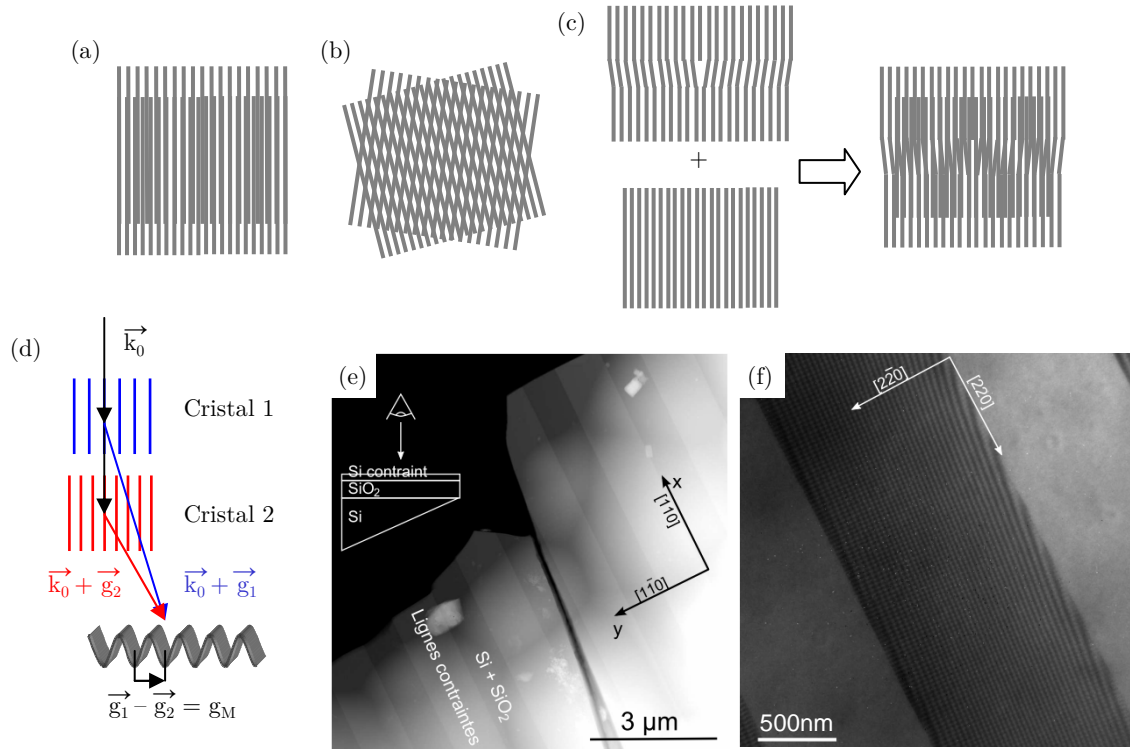 (a)
(b)
(c)
+
(d)
k₀
Cristal 1
Cristal 2
k₀ + g₂
k₀ + g₁
g₁ − g₂ = g_M
(e)
Si contraint
SiO₂
Si
x
[110]
[11̄0]
y
Lignes contraintes
Si + SiO₂
3 µm
(f)
[22̄0]
[220]
500nm